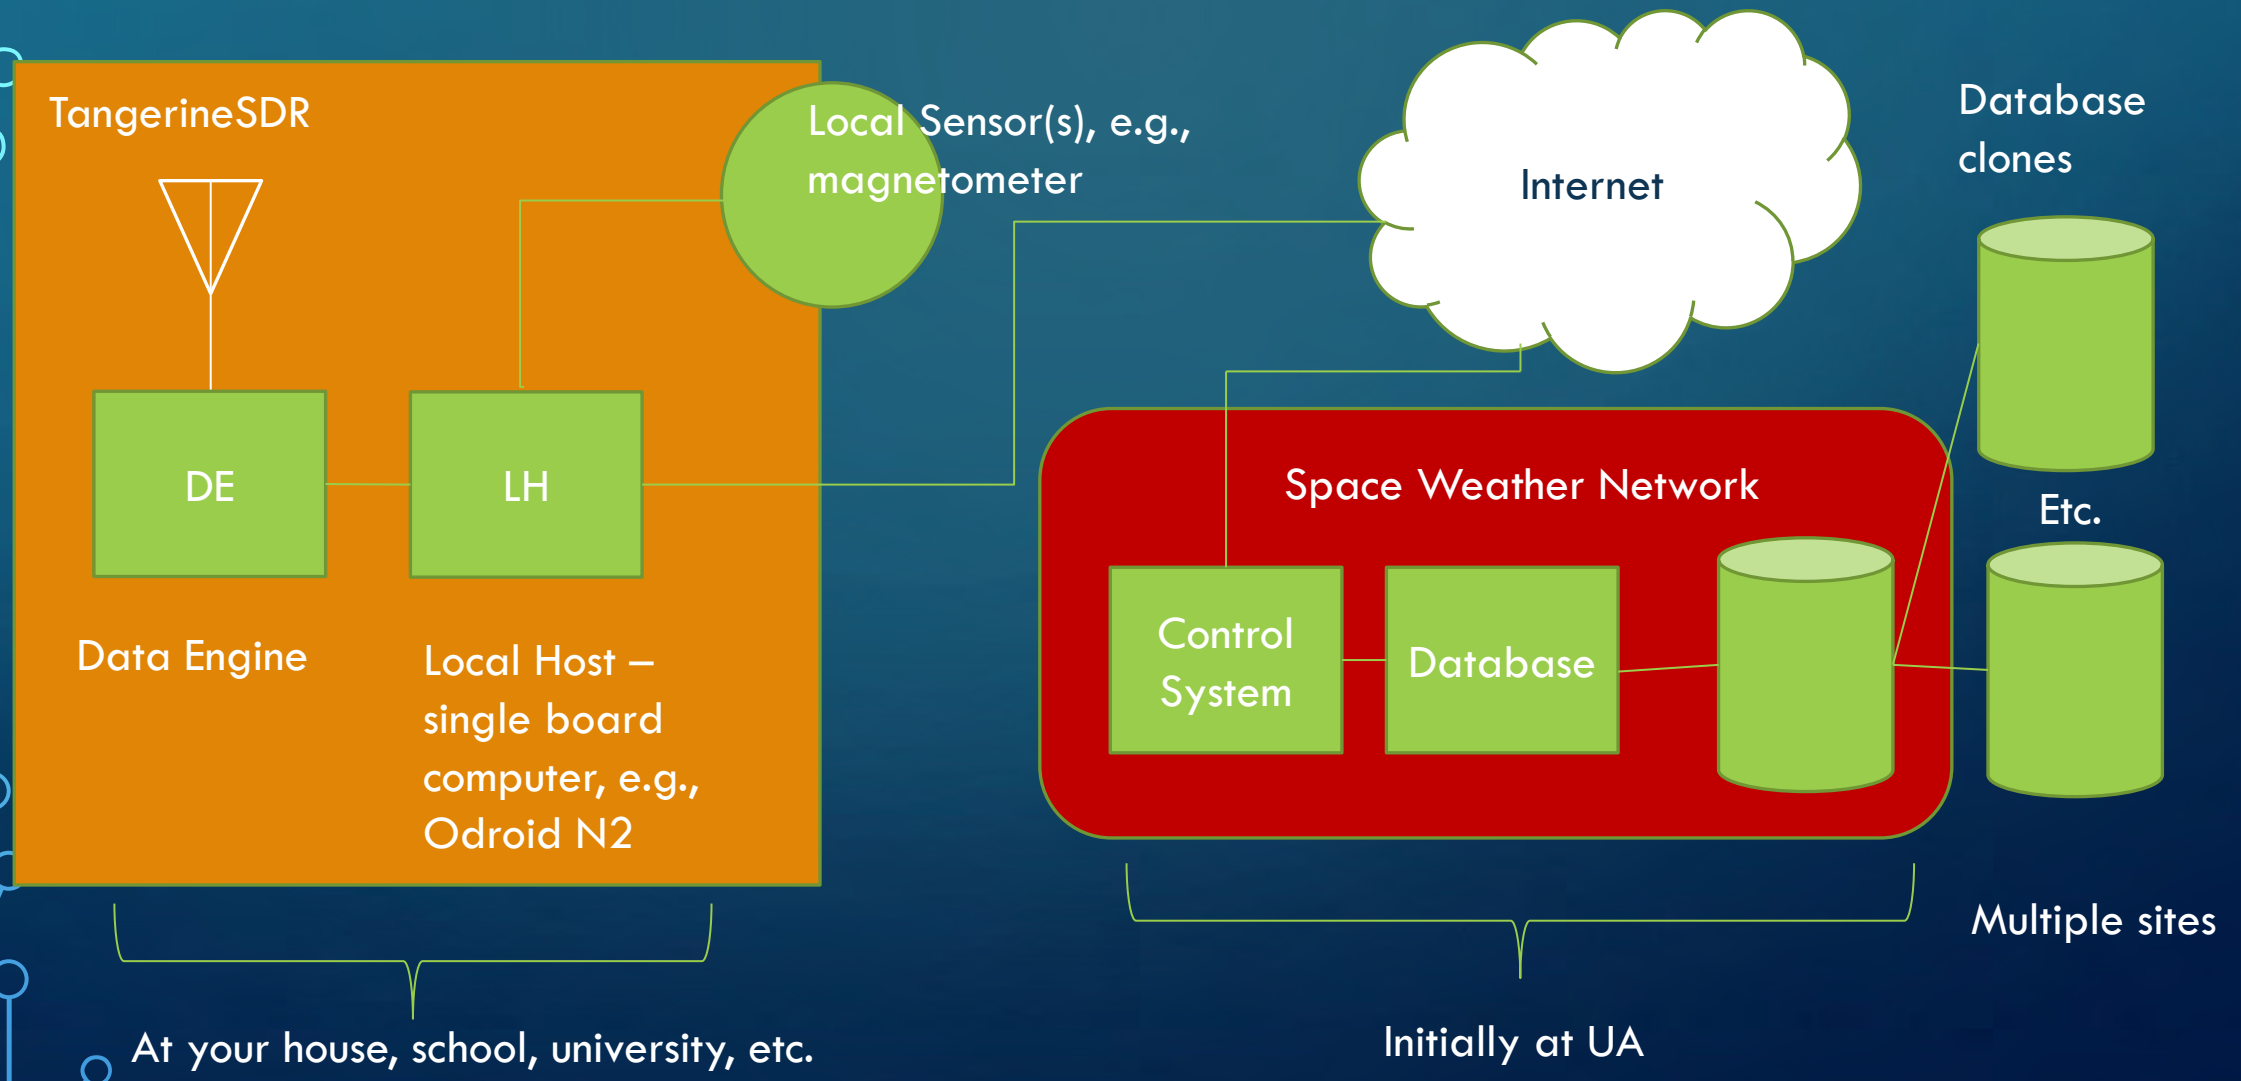 TangerineSDR
Local Sensor(s), e.g.,
magnetometer
Internet
Database
clones
DE
LH
Space Weather Network
Etc.
Control
System
Database
Data Engine
Local Host –
single board
computer, e.g.,
Odroid N2
Multiple sites
At your house, school, university, etc.
Initially at UA